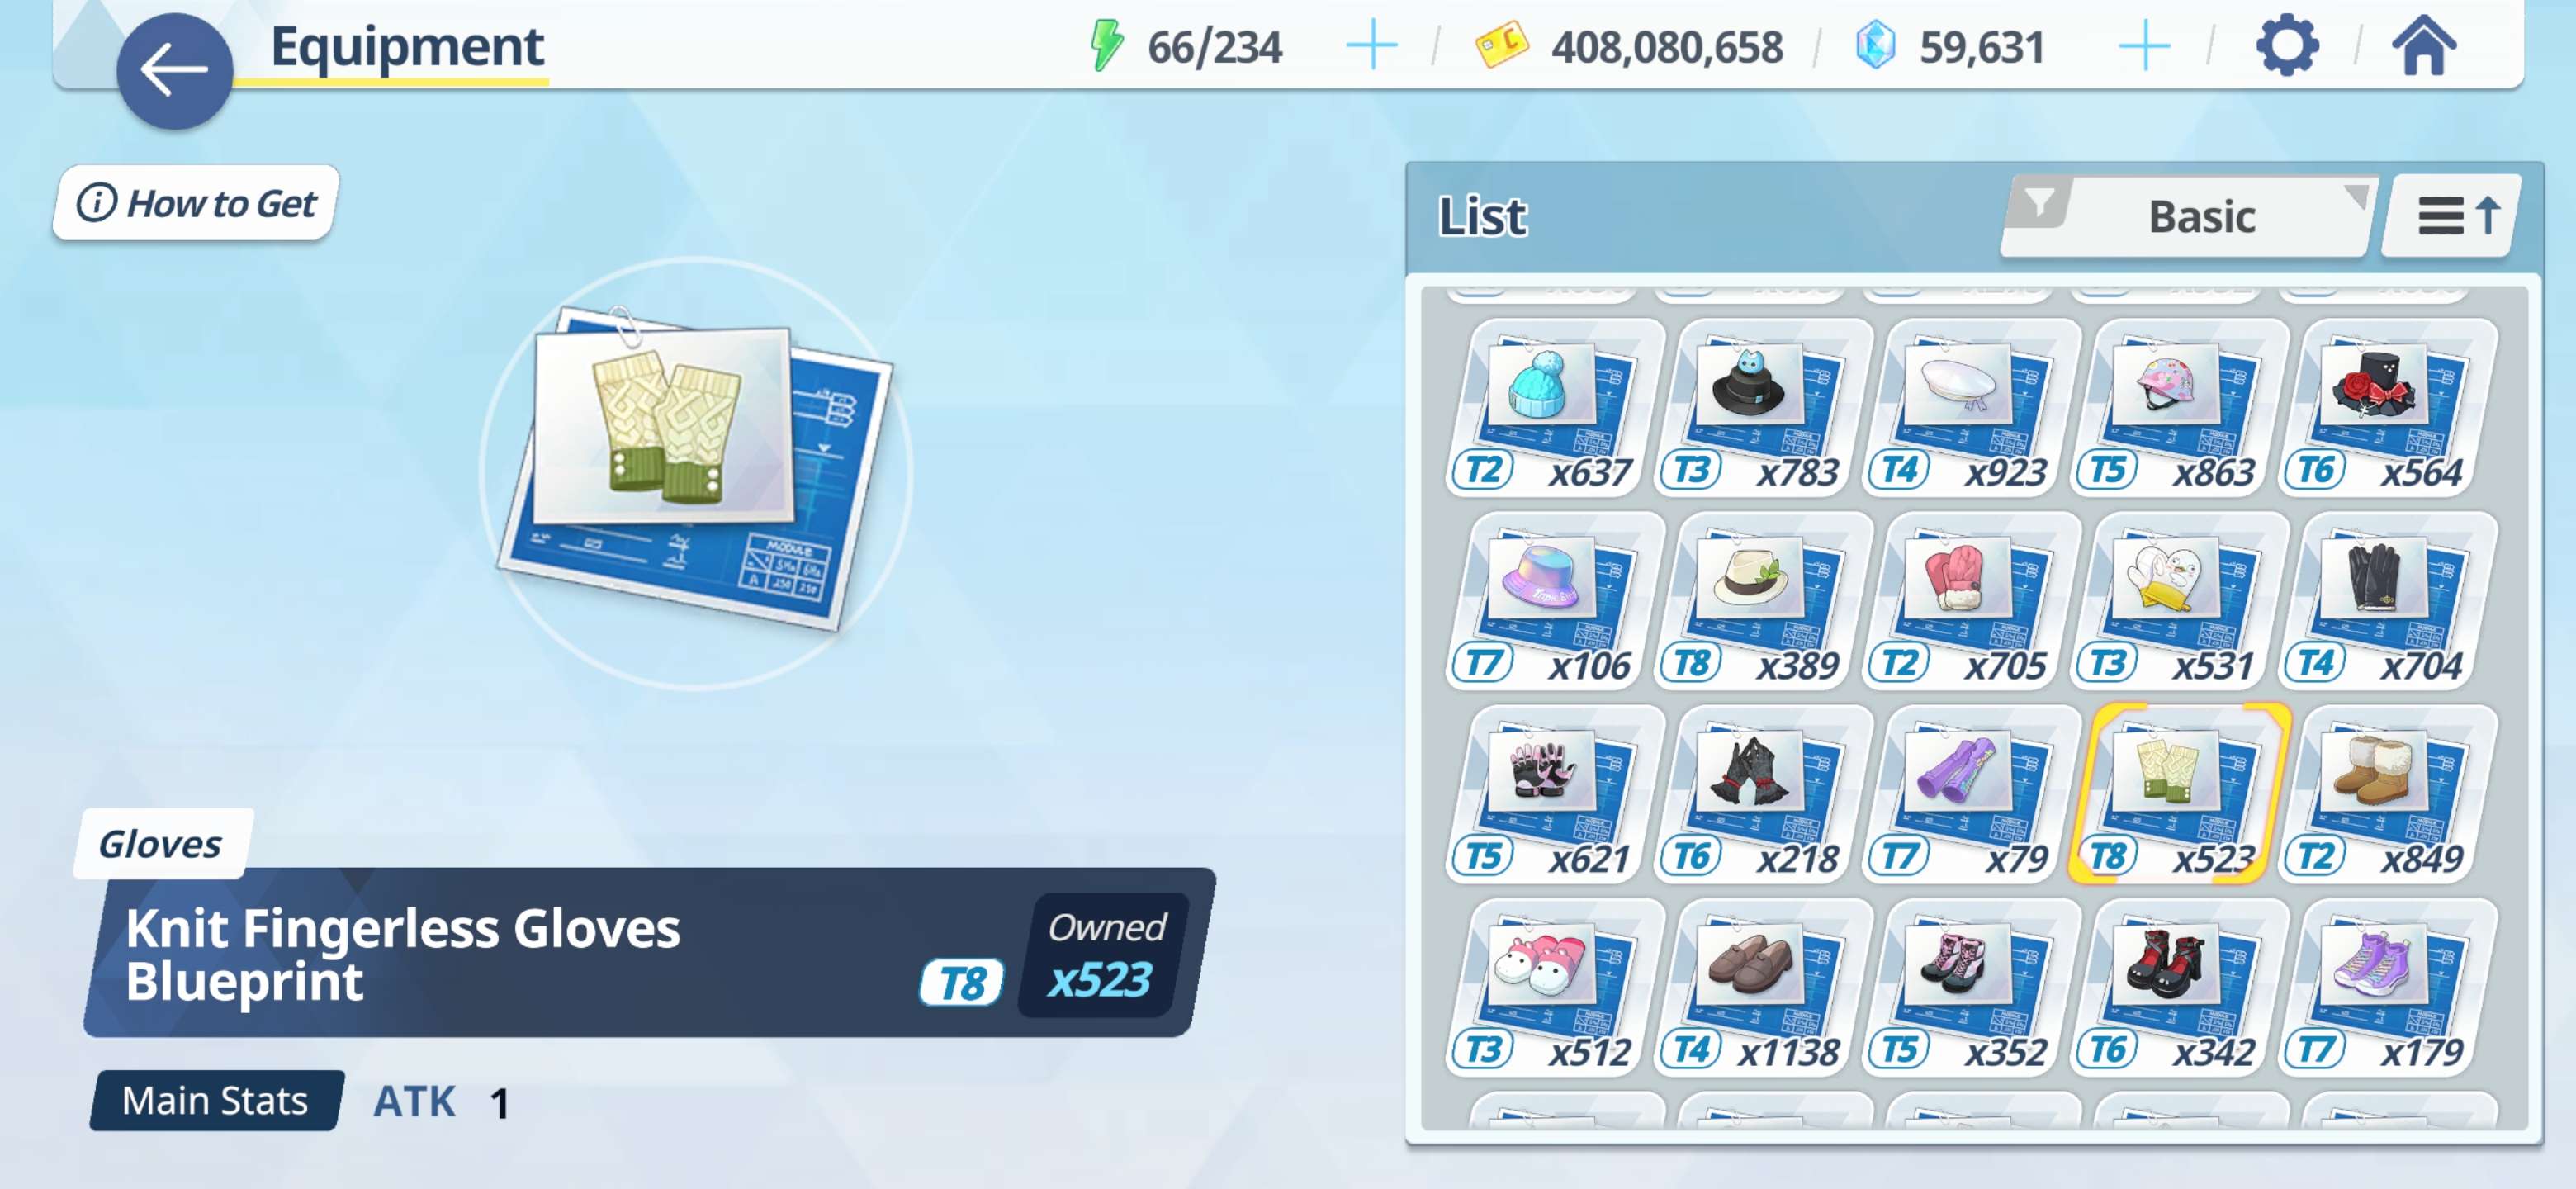 Equipment
66/234
408,080,658
59,631
How to Get
List
Basic
MODULE
T2 x637
T3 x783
T4 x923
T5 x863
T6 x564
T7 x106
T8 x389
T2 x705
T3 x531
T4 x704
T5 x621
T6 x218
T7 x79
T8 x523
T2 x849
T3 x512
T4 x1138
T5 x352
T6 x342
T7 x179
Gloves
Knit Fingerless Gloves
Blueprint
T8
Owned
x523
Main Stats
ATK 1